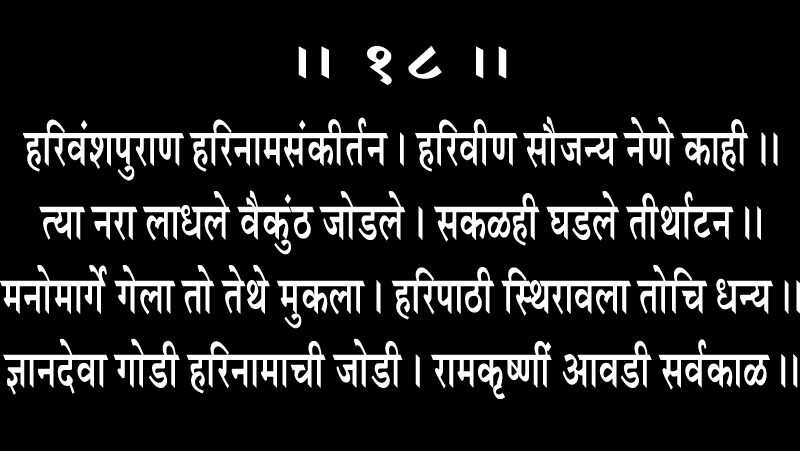 ।। १८ ।।
हरिवंशपुराण हरिनामसंकीर्तन । हरिवीण सौजन्य नेणे काही ।।
त्या नरा लाधले वैकुंठ जोडले । सकळही घडले तीर्थाटन ।।
मनोमार्गे गेला तो तेथे मुकला । हरिपाठी स्थिरावला तोचि धन्य ।।
ज्ञानदेवा गोडी हरिनामाची जोडी । रामकृष्णीं आवडी सर्वकाळ ।।